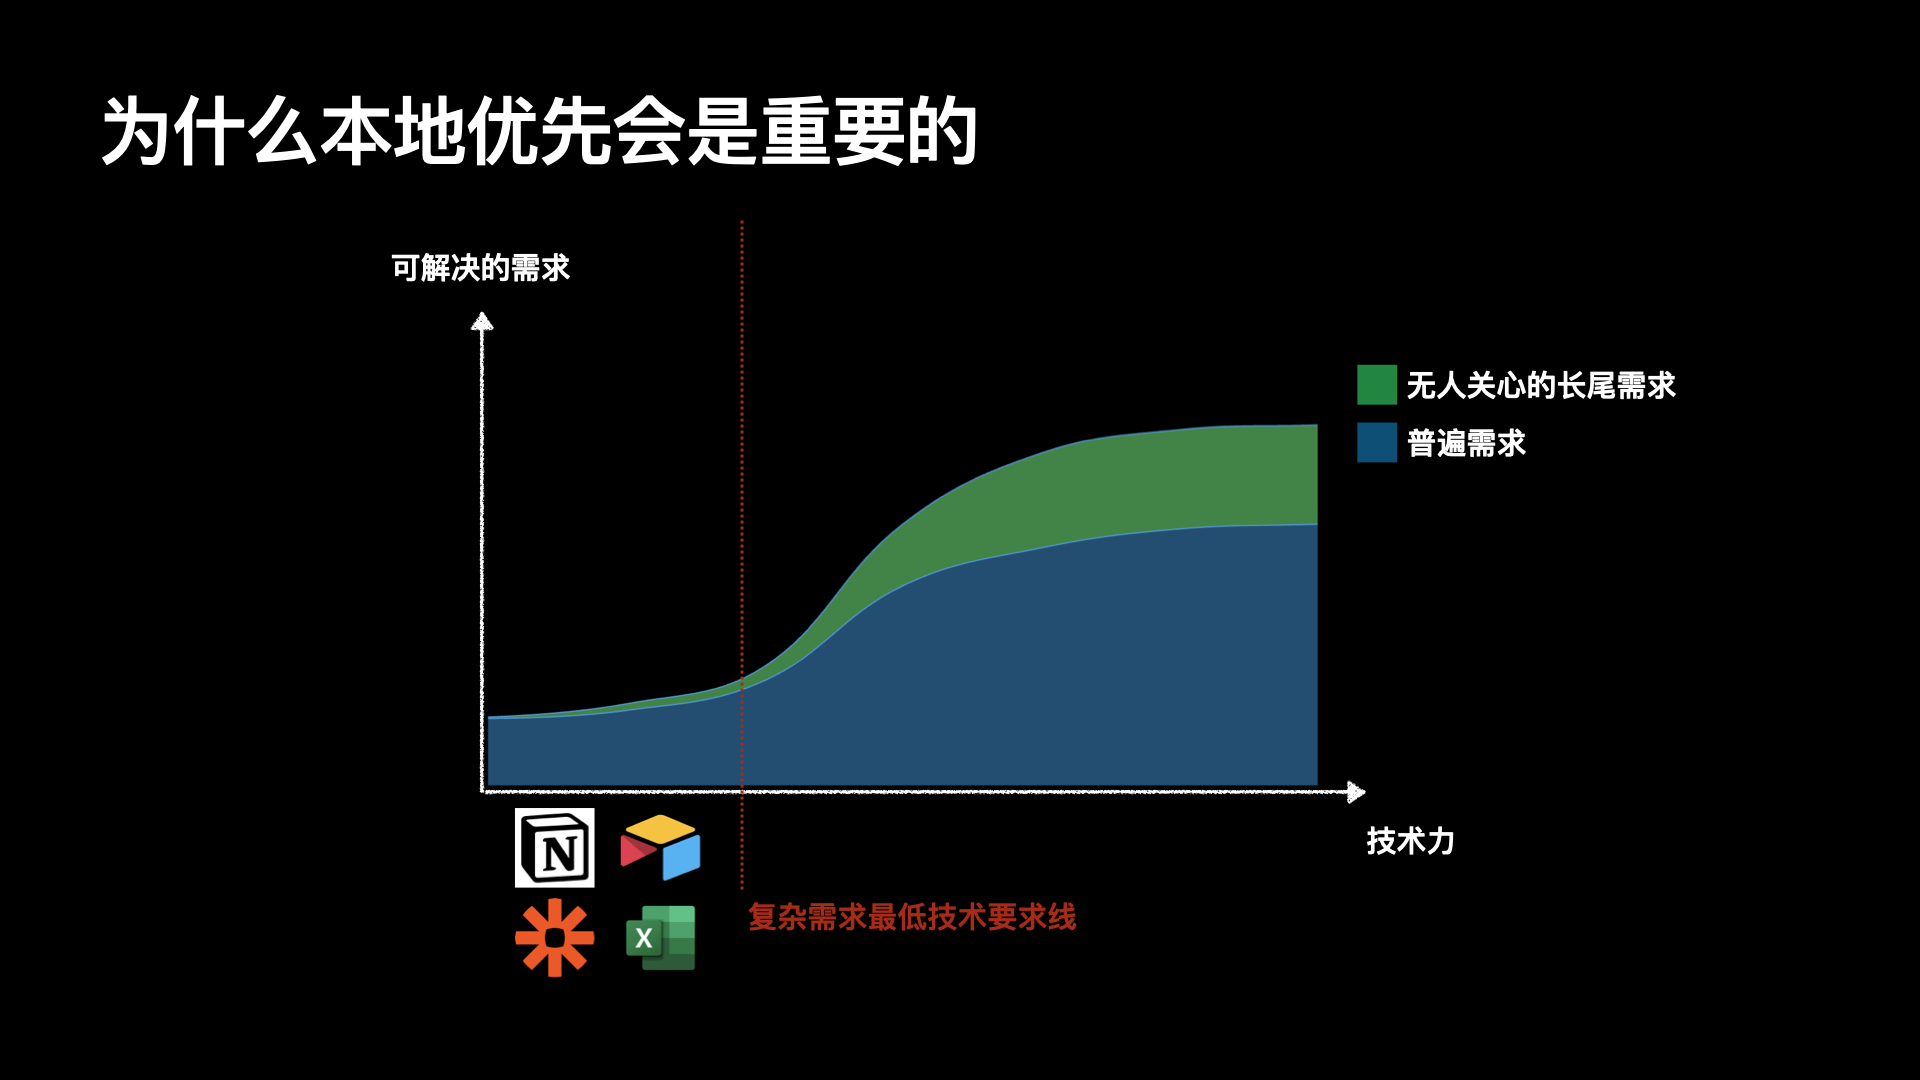 为什么本地优先会是重要的
可解决的需求
无人关心的长尾需求
普遍需求
技术力
N
X
复杂需求最低技术要求线